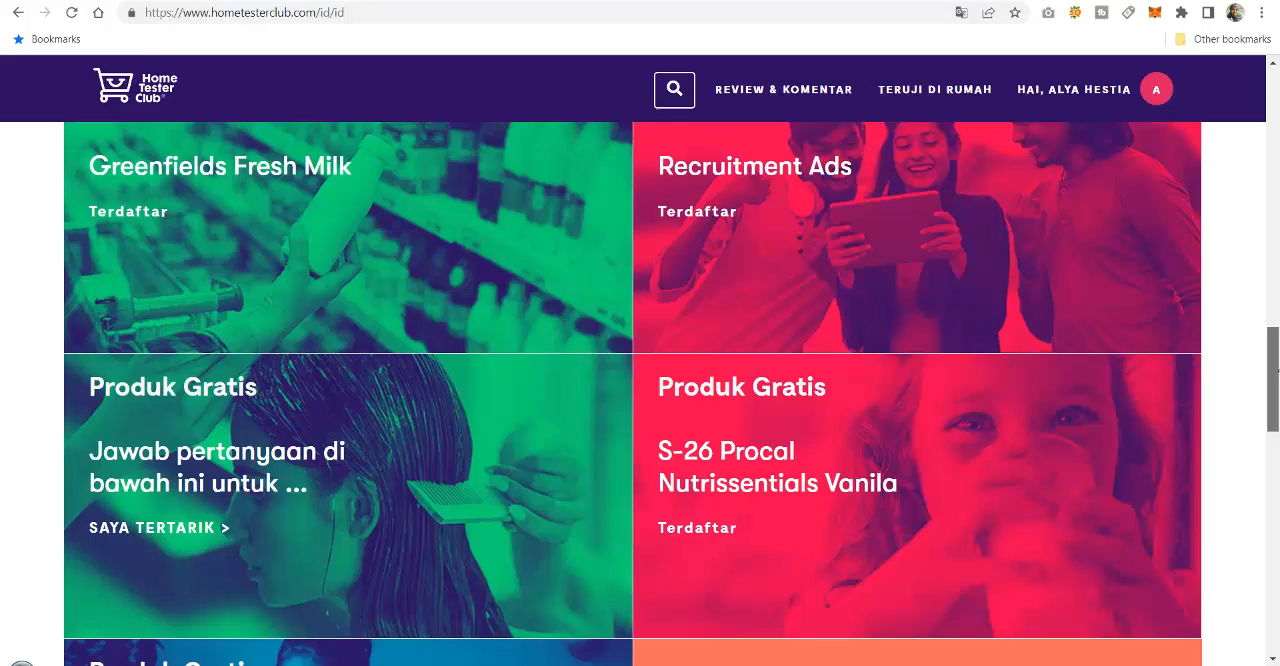 https://www.hometesterclub.com/id/id
Bookmarks
Other bookmarks
Home
Tester
Club
REVIEW & KOMENTAR
TERUJI DI RUMAH
HAI, ALYA HESTIA
A
Greenfields Fresh Milk
Terdaftar
Recruitment Ads
Terdaftar
Produk Gratis
Jawab pertanyaan di
bawah ini untuk ...
SAYA TERTARIK >
Produk Gratis
S-26 Procal
Nutrissentials Vanila
Terdaftar
Produk Gratis